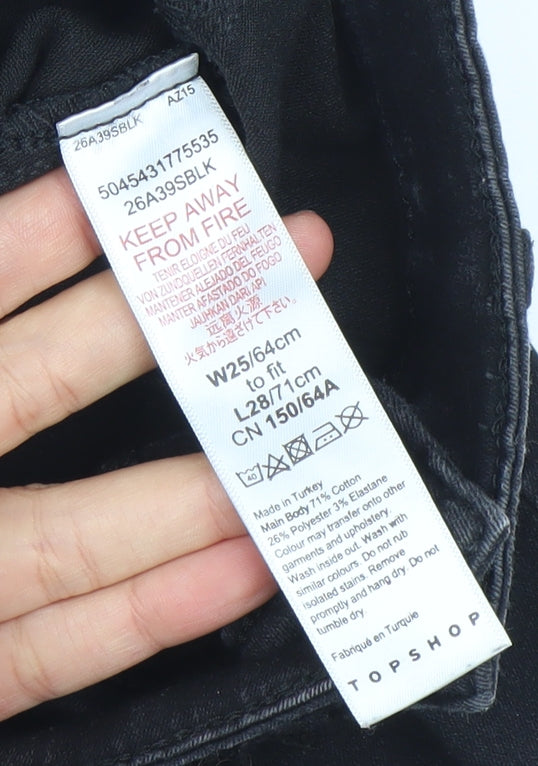 26A39SBLK AZ15
5045431775535
26A39SBLK
KEEP AWAY
FROM FIRE
TENIR ELOIGNE DU FEU
VON ZUNDQUELLEN FERNHALTEN
MANTENER ALEJADO DEL FUEGO
MANTER AFASTADO DO FOGO
JAUHKAN DARI API
远离火源
火気から遠ざけて下さい。
W25/64cm
to fit
L28/71cm
CN 150/64A
40
Made in Turkey
Main Body 71% Cotton
26% Polyester 3% Elastane
Colour may transfer onto other
garments and upholstery.
Wash inside out. Wash with
similar colours. Do not rub
isolated stains. Remove
promptly and hang dry. Do not
tumble dry
Fabriqué en Turquie
TOPSHOP